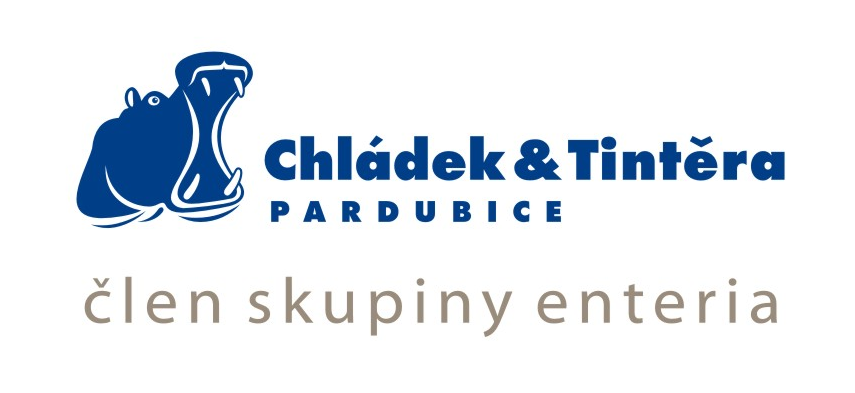 Chládek & Tintěra
PARDUBICE
člen skupiny enteria